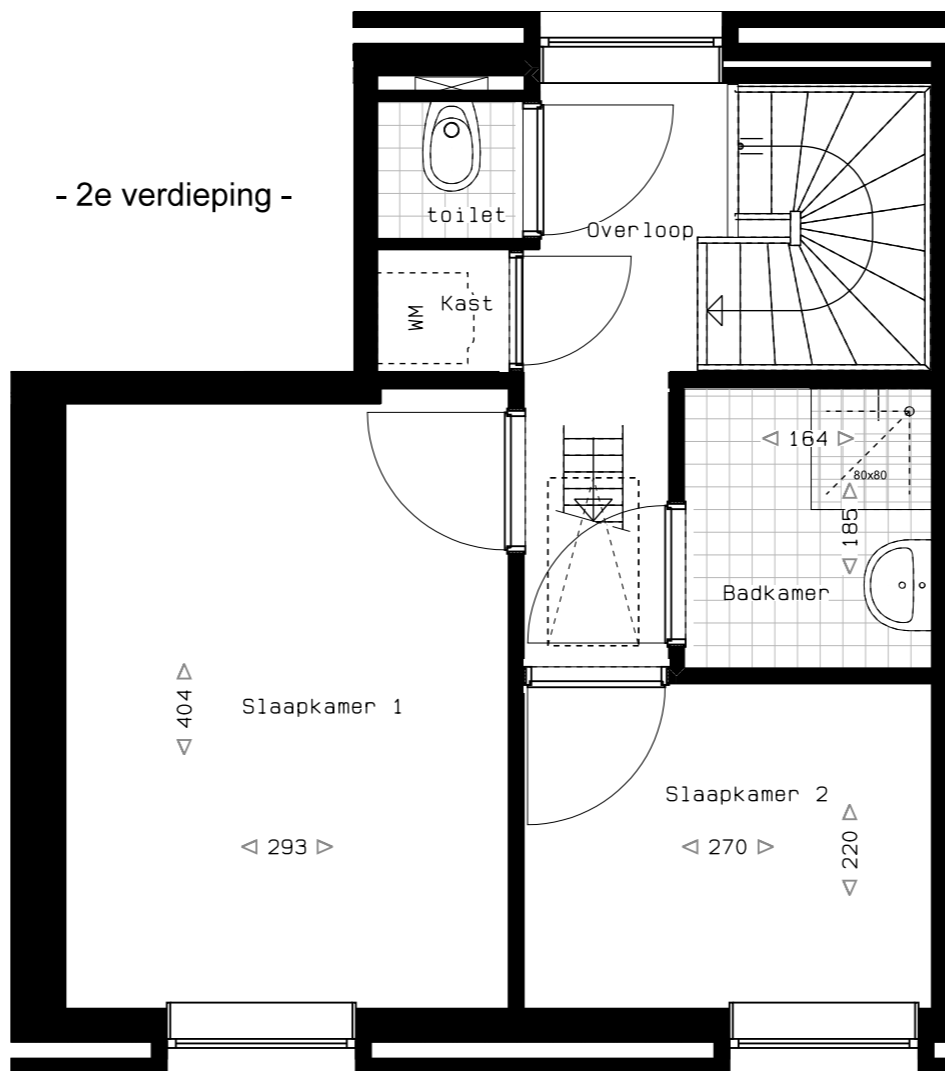 - 2e verdieping -
toilet
Overloop
Kast
WM
164
80x80
185
Badkamer
404
Slaapkamer 1
Slaapkamer 2
293
270
220